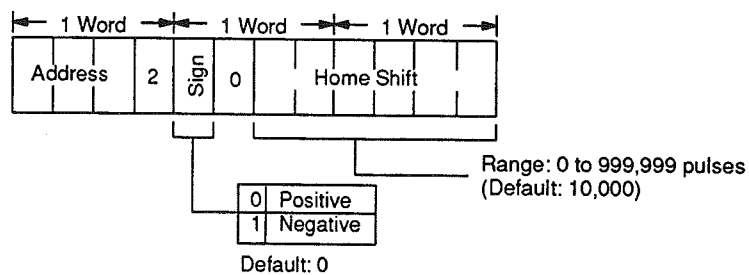 1 Word 1 Word 1 Word
Address 2 Sign 0 Home Shift
Range: 0 to 999,999 pulses
(Default: 10,000)
0 Positive
1 Negative
Default: 0